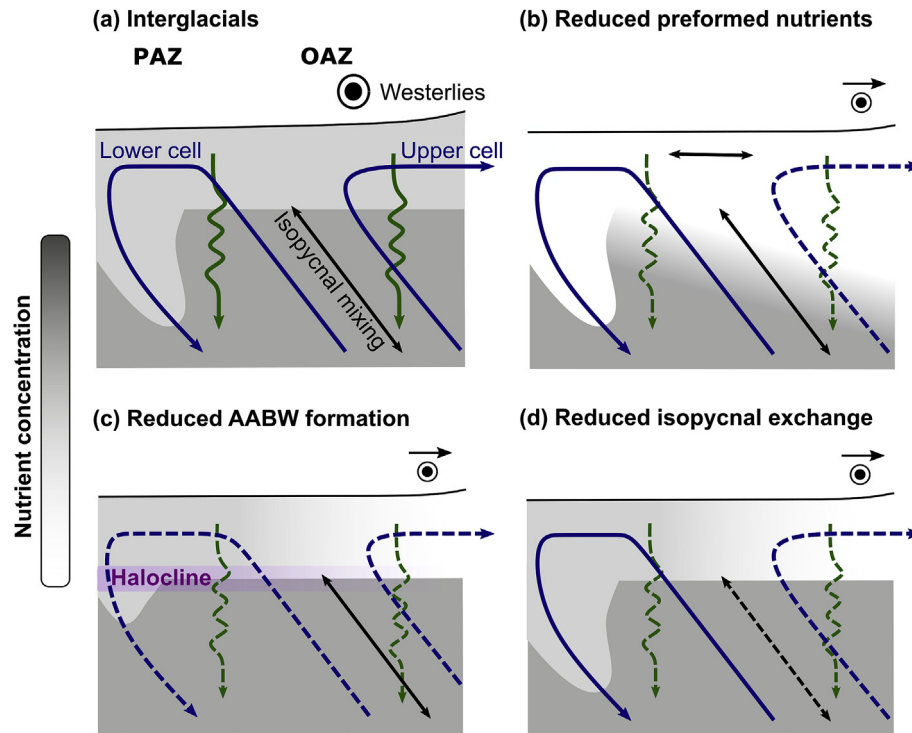 (a) Interglacials
(b) Reduced preformed nutrients
PAZ
OAZ
Westerlies
Lower cell
Upper cell
Isopycnal mixing
Nutrient concentration
(c) Reduced AABW formation
(d) Reduced isopycnal exchange
Halocline